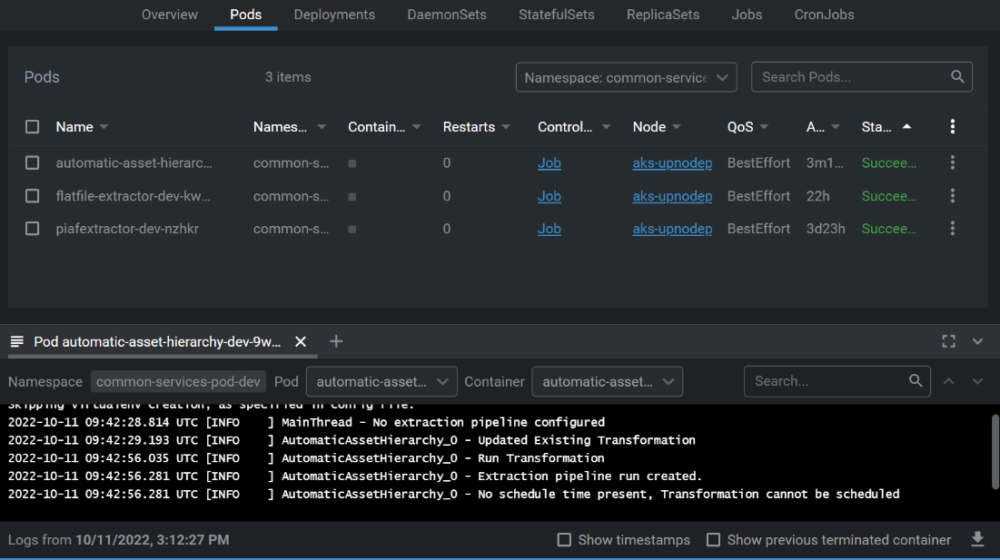 Overview Pods Deployments DaemonSets StatefulSets ReplicaSets Jobs CronJobs
Pods 3 items Namespace: common-service Search Pods...
Name Names... Contain... Restarts Control... Node QoS A... Sta...
automatic-asset-hierarc... common-s... 0 Job aks-upnodep BestEffort 3m1... Succee...
flatfile-extractor-dev-kw... common-s... 0 Job aks-upnodep BestEffort 22h Succee...
piafextractor-dev-nzhkr common-s... 0 Job aks-upnodep BestEffort 3d23h Succee...
Pod automatic-asset-hierarchy-dev-9w...
Namespace common-services-pod-dev Pod automatic-asset... Container automatic-asset... Search...
Skipping virtualenv creation, as specified in config file.
2022-10-11 09:42:28.814 UTC [INFO    ] MainThread - No extraction pipeline configured
2022-10-11 09:42:29.193 UTC [INFO    ] AutomaticAssetHierarchy_0 - Updated Existing Transformation
2022-10-11 09:42:56.035 UTC [INFO    ] AutomaticAssetHierarchy_0 - Run Transformation
2022-10-11 09:42:56.281 UTC [INFO    ] AutomaticAssetHierarchy_0 - Extraction pipeline run created.
2022-10-11 09:42:56.281 UTC [INFO    ] AutomaticAssetHierarchy_0 - No schedule time present, Transformation cannot be scheduled
Logs from 10/11/2022, 3:12:27 PM Show timestamps Show previous terminated container